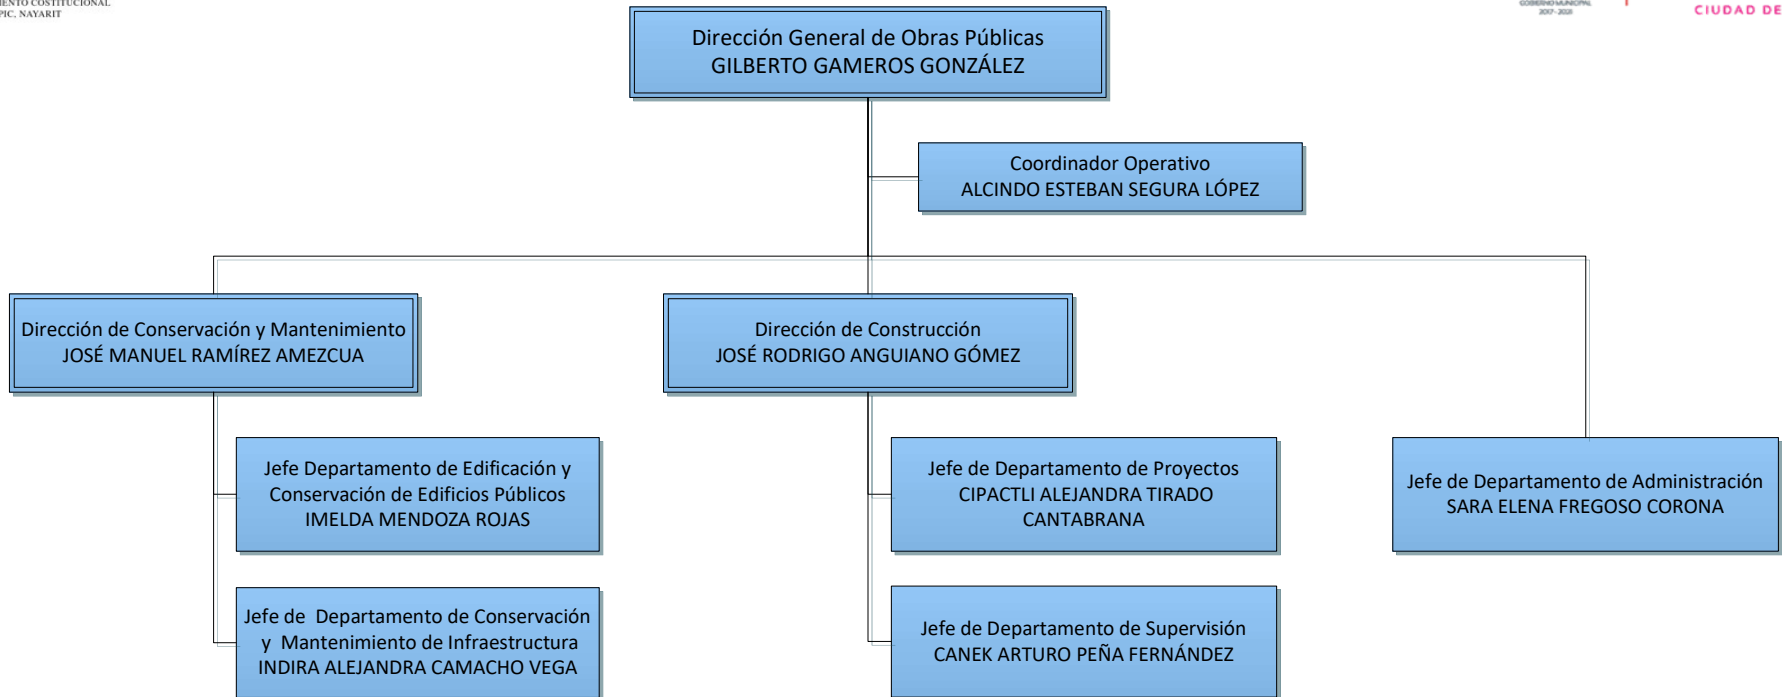 PIC, NAYARIT
GOBIERNO MUNICIPAL
2017 - 2021
CIUDAD DE
Dirección General de Obras Públicas
GILBERTO GAMEROS GONZÁLEZ
Coordinador Operativo
ALCINDO ESTEBAN SEGURA LÓPEZ
Dirección de Conservación y Mantenimiento
JOSÉ MANUEL RAMÍREZ AMEZCUA
Dirección de Construcción
JOSÉ RODRIGO ANGUIANO GÓMEZ
Jefe Departamento de Edificación y
Conservación de Edificios Públicos
IMELDA MENDOZA ROJAS
Jefe de Departamento de Proyectos
CIPACTLI ALEJANDRA TIRADO
CANTABRANA
Jefe de Departamento de Administración
SARA ELENA FREGOSO CORONA
Jefe de  Departamento de Conservación
y  Mantenimiento de Infraestructura
INDIRA ALEJANDRA CAMACHO VEGA
Jefe de Departamento de Supervisión
CANEK ARTURO PEÑA FERNÁNDEZ